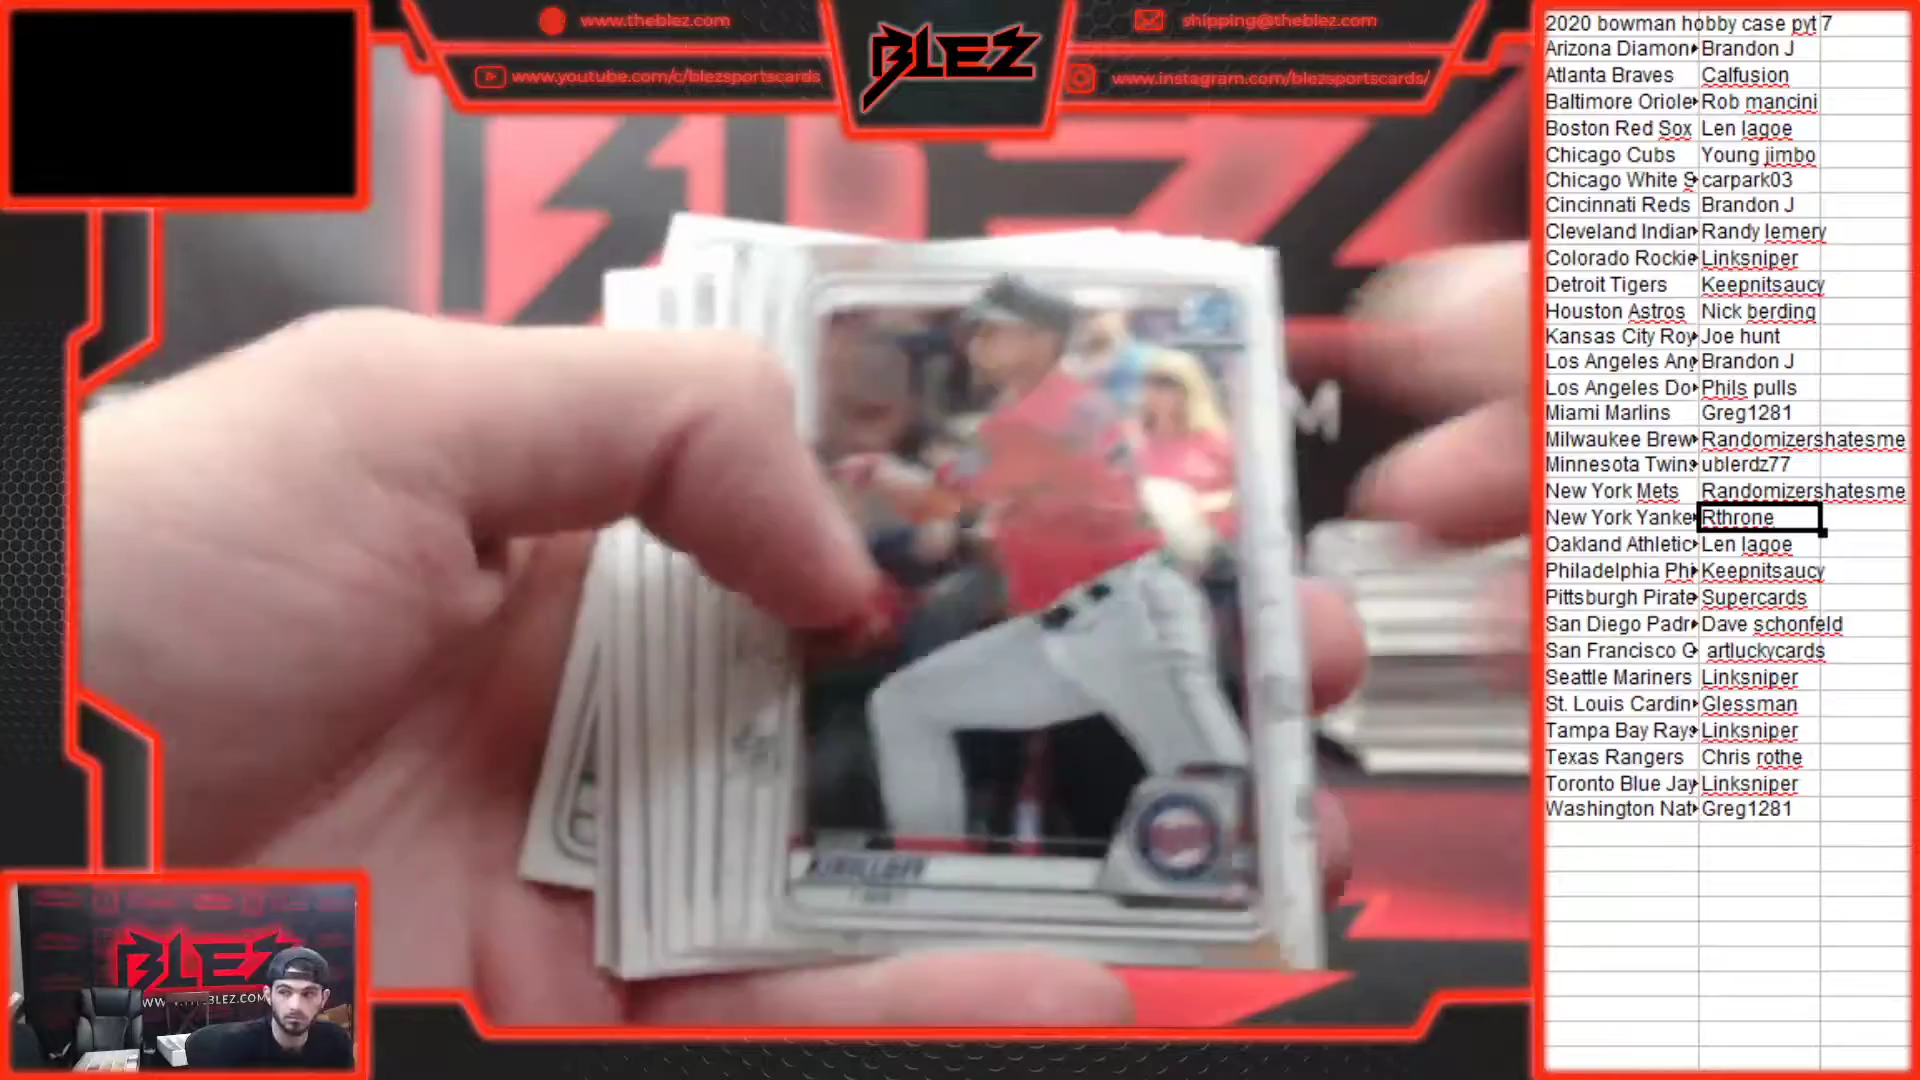 www.theblez.com
shipping@theblez.com
BLEZ
www.youtube.com/c/blezsportscards
www.instagram.com/blezsportscards/
2020 bowman hobby case pyt 7
Arizona Diamon Brandon J
Atlanta Braves Calfusion
Baltimore Oriole Rob mancini
Boston Red Sox Len lagoe
Chicago Cubs Young jimbo
Chicago White S carpark03
Cincinnati Reds Brandon J
Cleveland Indian Randy lemery
Colorado Rockie Linksniper
Detroit Tigers Keepnitsaucy
Houston Astros Nick berding
Kansas City Roy Joe hunt
Los Angeles Ang Brandon J
Los Angeles Do Phils pulls
Miami Marlins Greg1281
Milwaukee Brew Randomizershatesme
Minnesota Twins ublerdz77
New York Mets Randomizershatesme
New York Yanke Rthrone
Oakland Athletic Len lagoe
Philadelphia Phi Keepnitsaucy
Pittsburgh Pirate Supercards
San Diego Padr Dave schonfeld
San Francisco G artluckycards
Seattle Mariners Linksniper
St. Louis Cardin Glessman
Tampa Bay Rays Linksniper
Texas Rangers Chris rothe
Toronto Blue Jay Linksniper
Washington Nat Greg1281
KIRILLOFF
BLEZ
WWW.THEBLEZ.COM